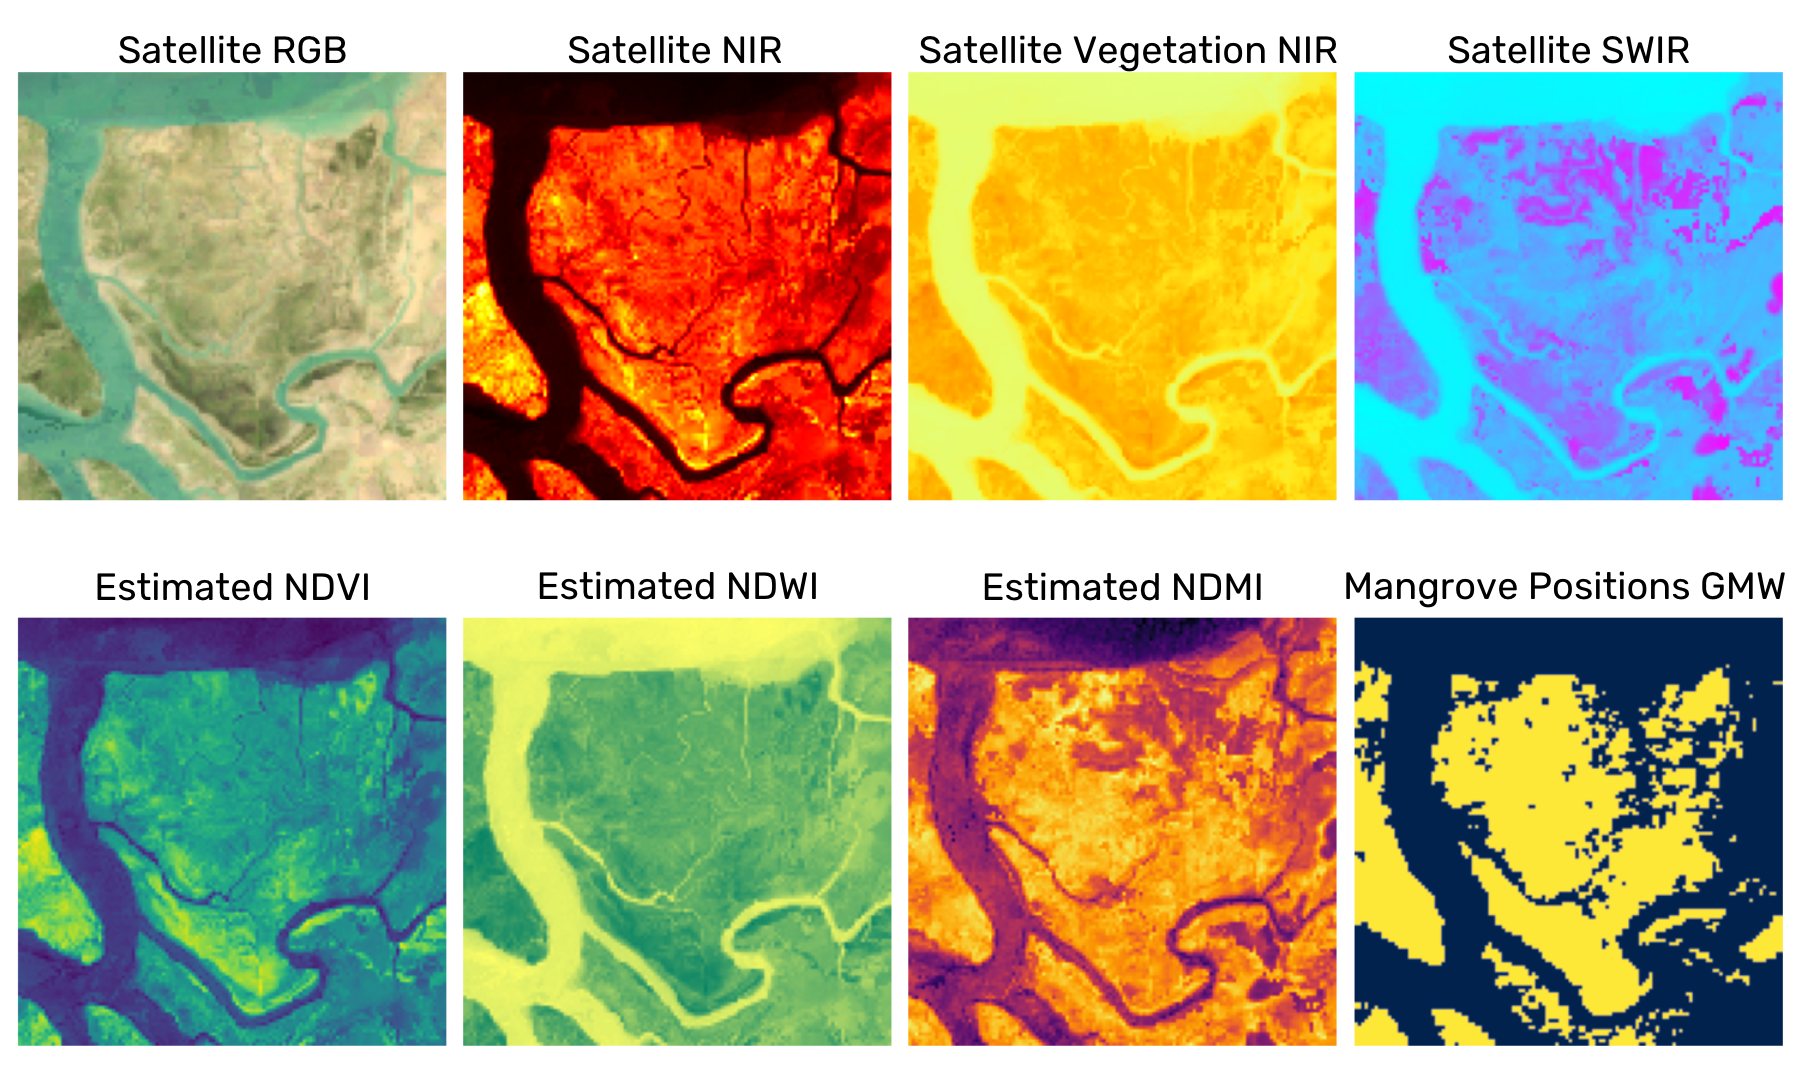 Satellite RGB
Satellite NIR
Satellite Vegetation NIR
Satellite SWIR
Estimated NDVI
Estimated NDWI
Estimated NDMI
Mangrove Positions GMW